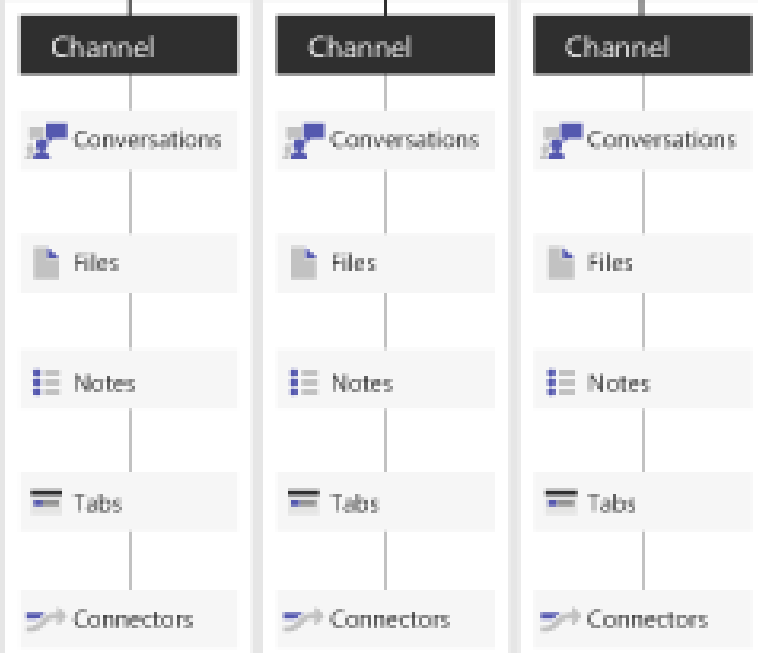 Channel
Conversations
Files
Notes
Tabs
Connectors
Channel
Conversations
Files
Notes
Tabs
Connectors
Channel
Conversations
Files
Notes
Tabs
Connectors